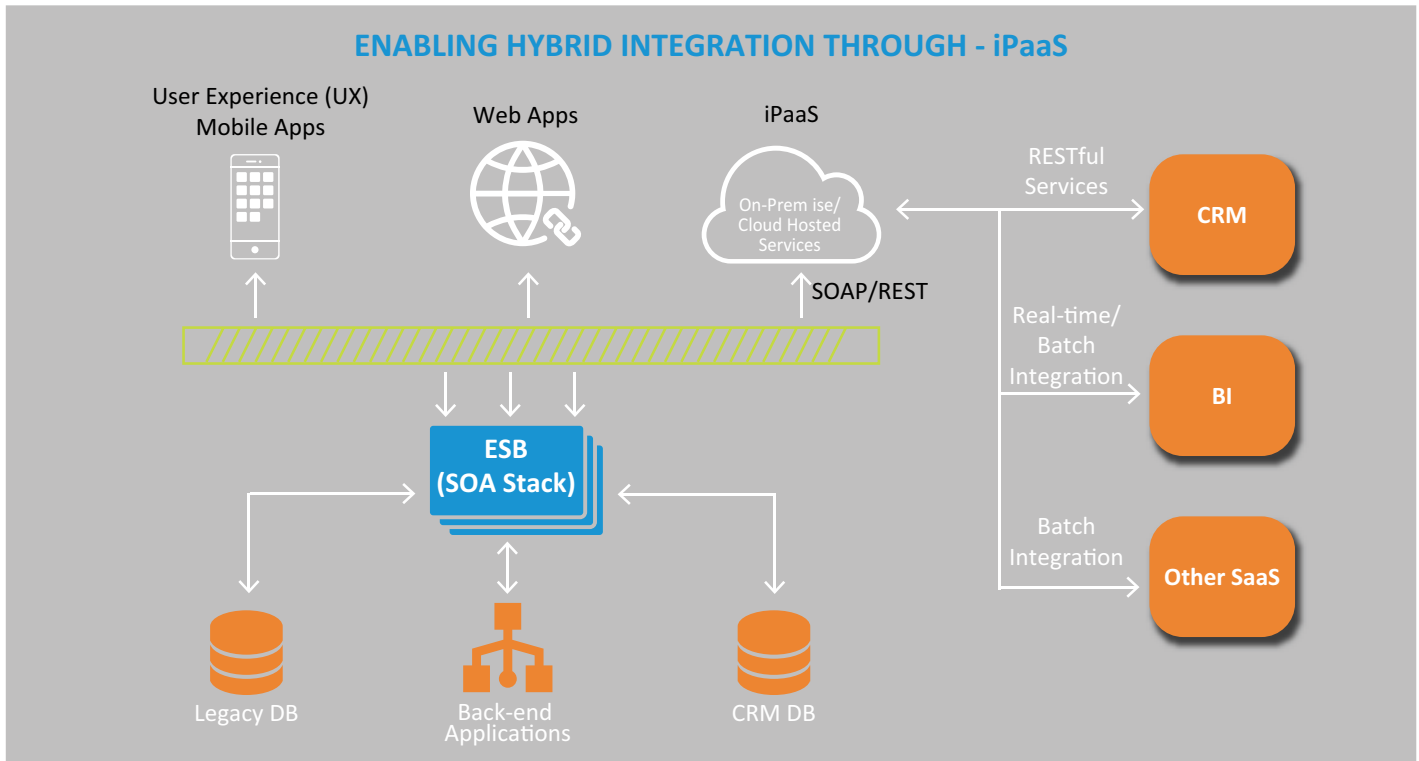 ENABLING HYBRID INTEGRATION THROUGH - iPaaS
User Experience (UX)
Mobile Apps
Web Apps
iPaaS
On-Prem ise/
Cloud Hosted
Services
SOAP/REST
RESTful
Services
CRM
Real-time/
Batch
Integration
BI
ESB
(SOA Stack)
Batch
Integration
Other SaaS
Legacy DB
Back-end
Applications
CRM DB